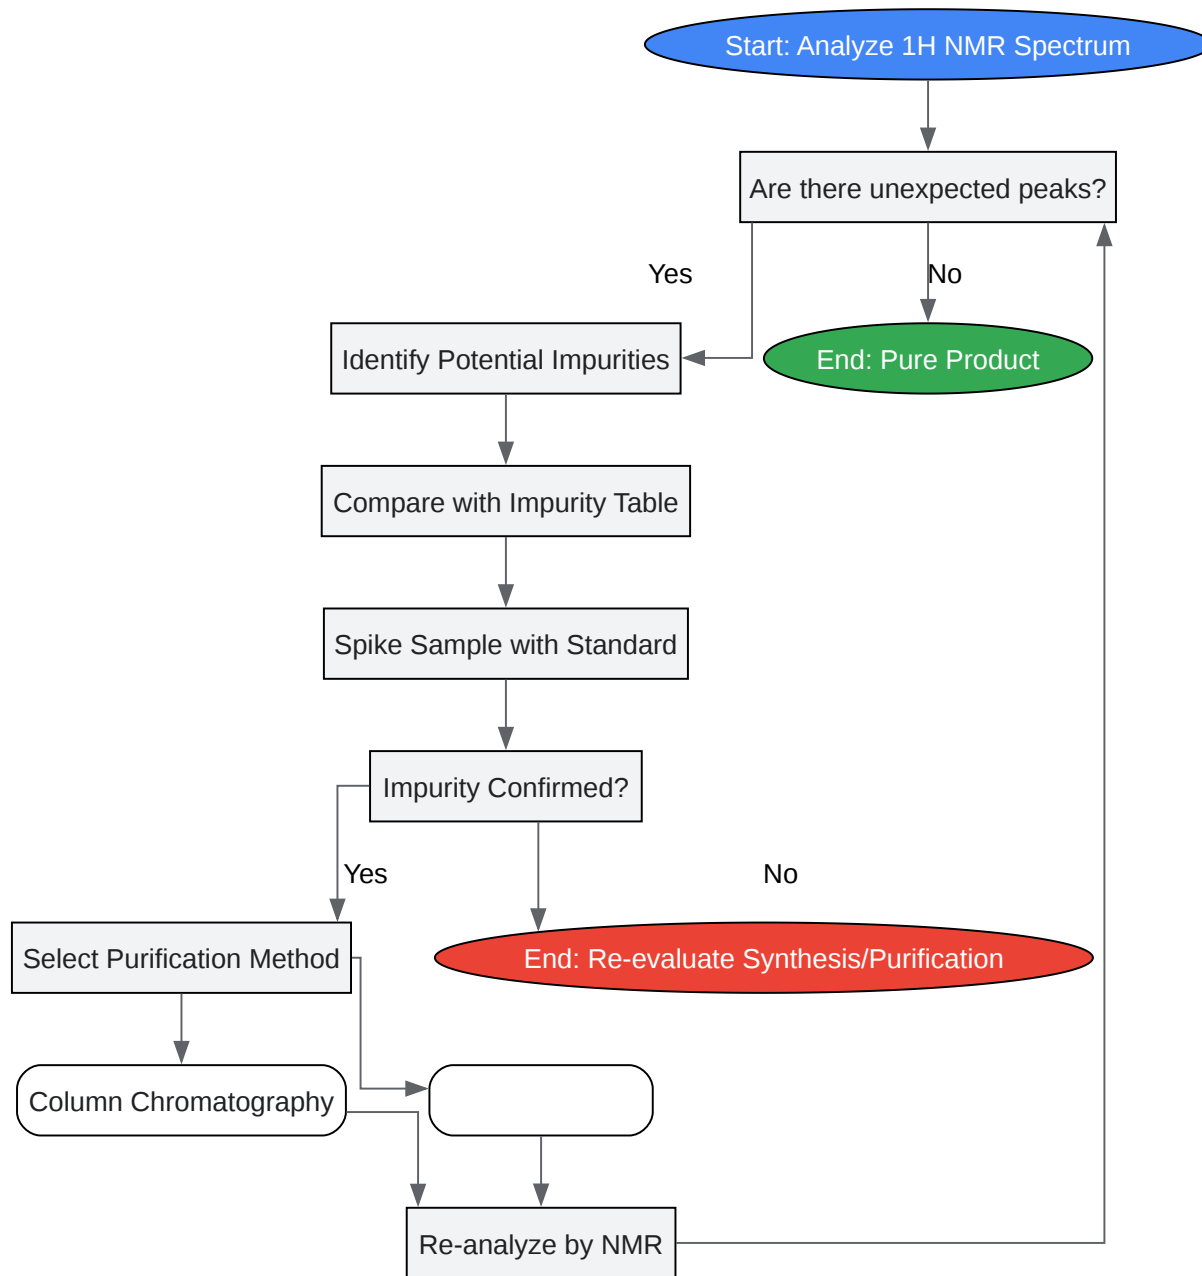 Start: Analyze 1H NMR Spectrum
Are there unexpected peaks?
Yes
No
Identify Potential Impurities
End: Pure Product
Compare with Impurity Table
Spike Sample with Standard
Impurity Confirmed?
Yes
No
Select Purification Method
End: Re-evaluate Synthesis/Purification
Column Chromatography
Re-analyze by NMR